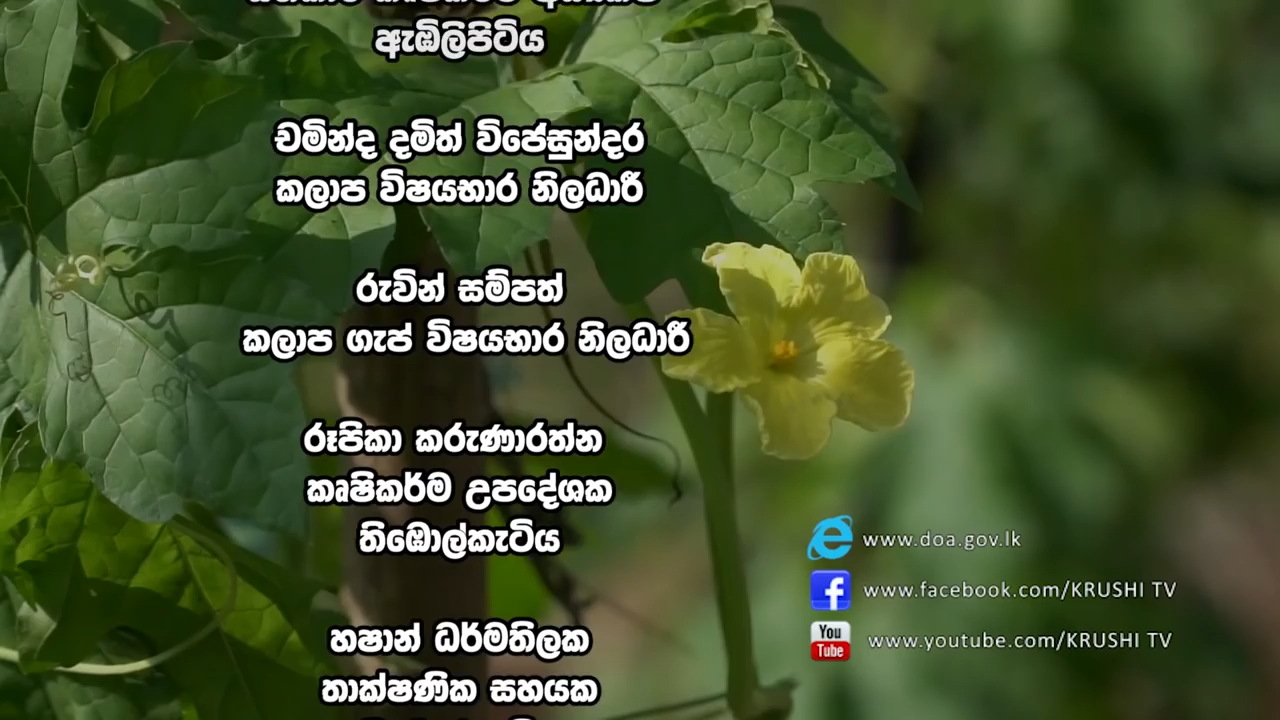 ඇඹිලිපිටිය
චමින්ද දමිත් විජේසුන්දර
කලාප විෂයභාර නිලධාරී
රුවින් සම්පත්
කලාප ගැප් විෂයභාර නිලධාරී
රූපිකා කරුණාරත්න
කෘෂිකර්ම උපදේශක
තිඹොල්කැටිය
හෂාන් ධර්මතිලක
තාක්ෂණික සහයක
www.doa.gov.lk
www.facebook.com/KRUSHI TV
You Tube www.youtube.com/KRUSHI TV